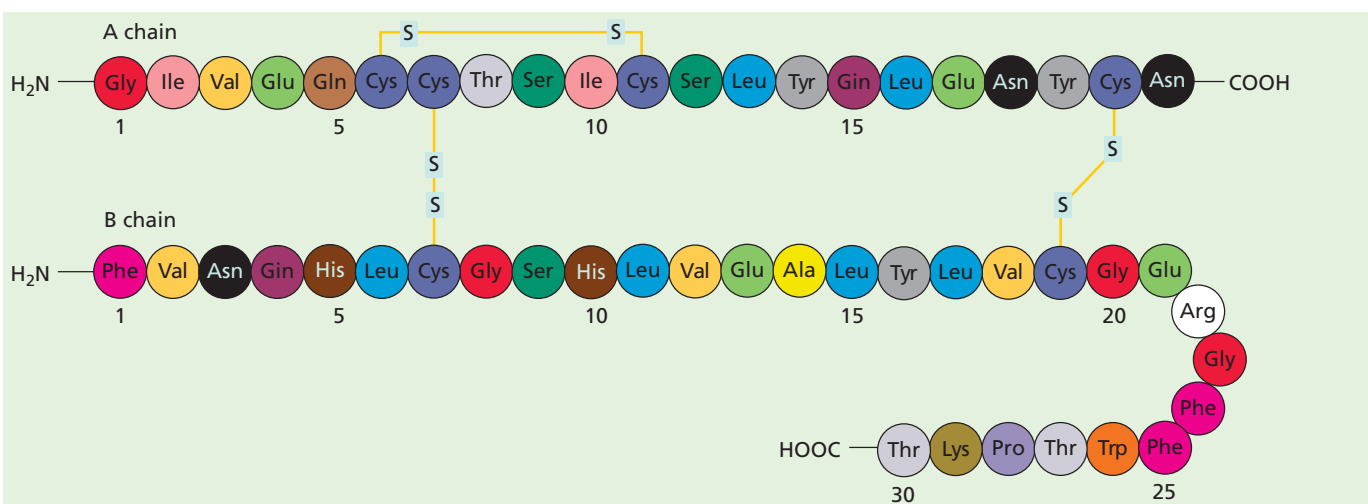 A chain
S S
H2N Gly Ile Val Glu Gln Cys Cys Thr Ser Ile Cys Ser Leu Tyr Gin Leu Glu Asn Tyr Cys Asn COOH
1 5 10 15
S S
S S
B chain
H2N Phe Val Asn Gin His Leu Cys Gly Ser His Leu Val Glu Ala Leu Tyr Leu Val Cys Gly Glu
1 5 10 15 20
Arg
Gly
Phe
HOOC Thr Lys Pro Thr Trp Phe
30 25